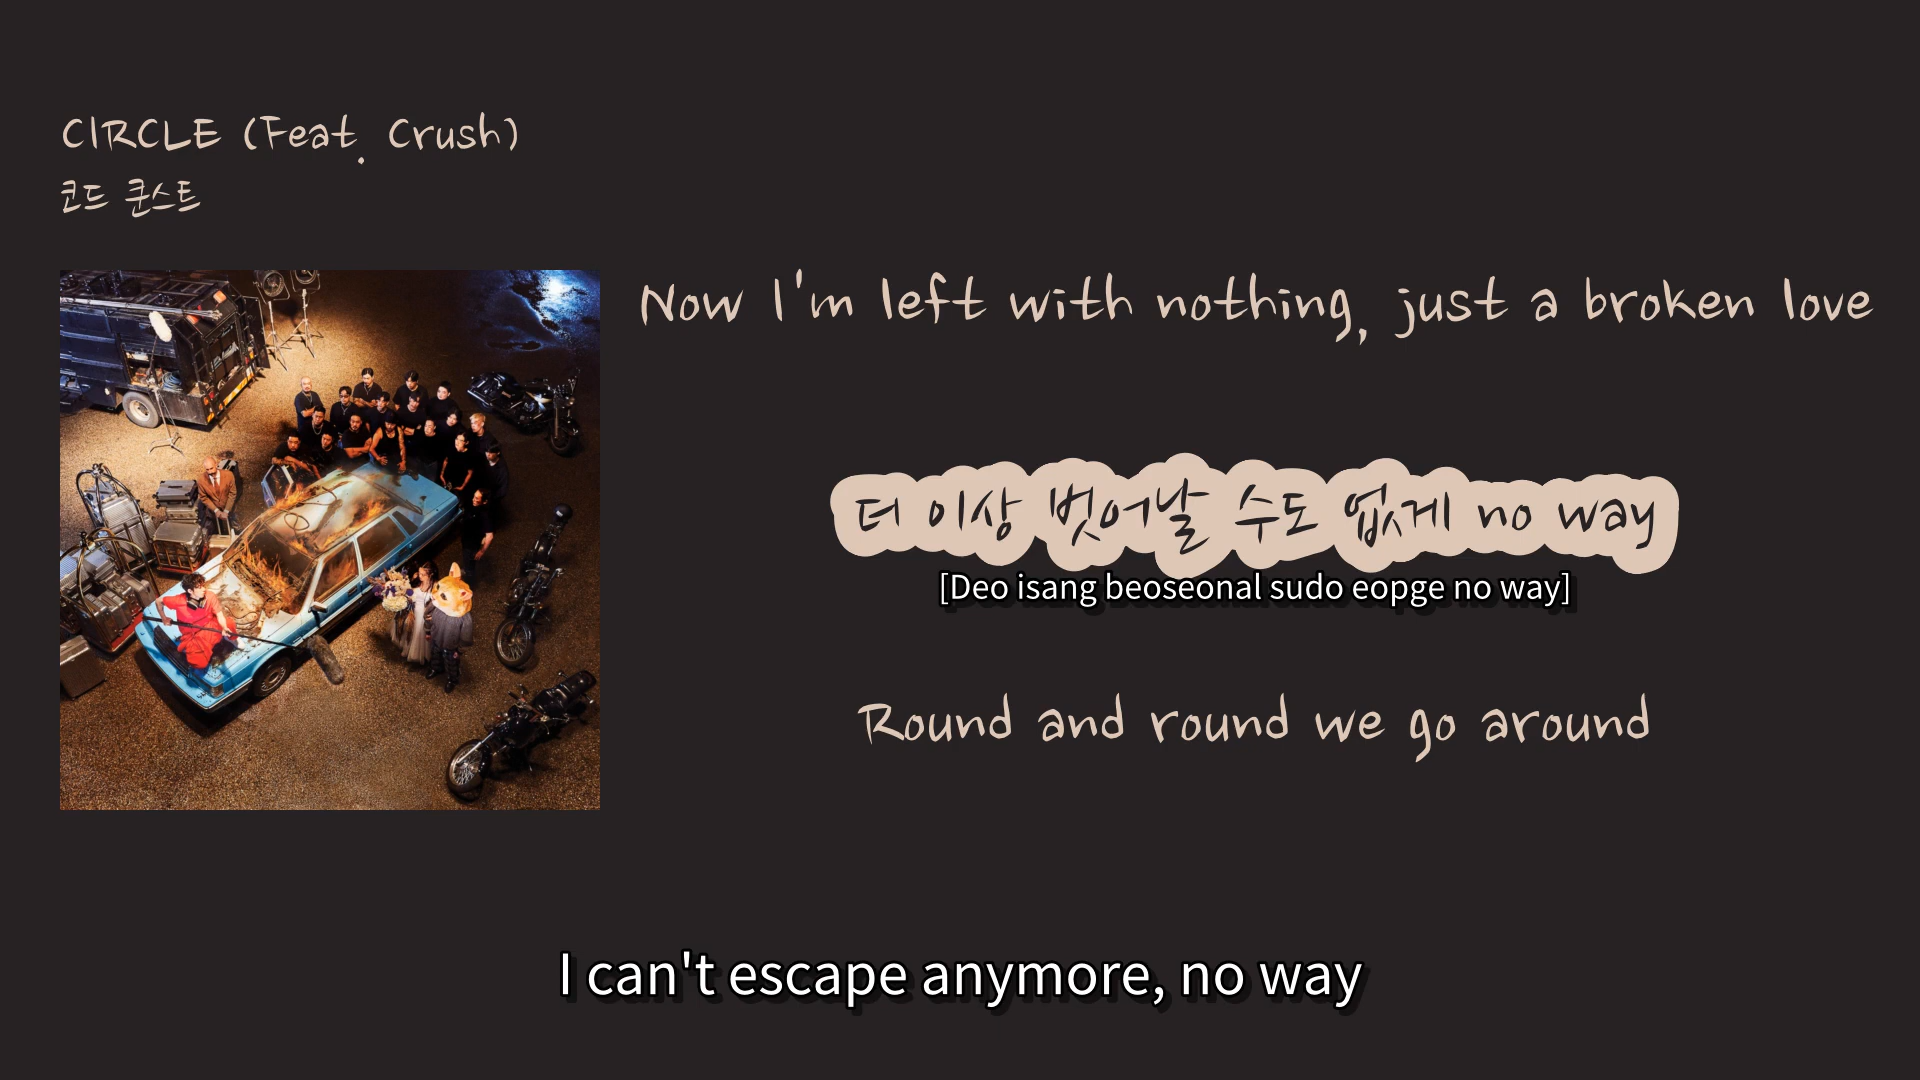 CIRCLE (Feat. Crush)
코드 쿤스트
Now I'm left with nothing, just a broken love
더 이상 벗어날 수도 없게 no way
[Deo isang beoseonal sudo eopge no way]
Round and round we go around
I can't escape anymore, no way